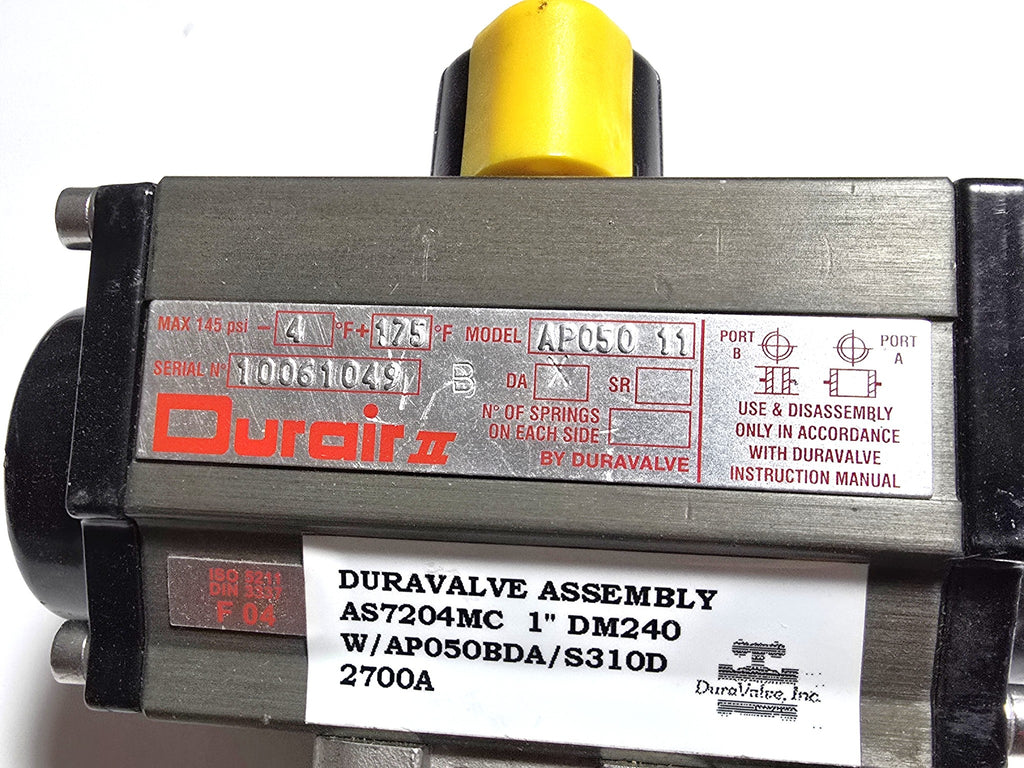 MAX 145 psi - 4 °F + 175 °F MODEL AP050 11
SERIAL N° 10061049 B DA X SR
N° OF SPRINGS
ON EACH SIDE
Durair II
BY DURAVALVE
PORT
B
PORT
A
USE & DISASSEMBLY
ONLY IN ACCORDANCE
WITH DURAVALVE
INSTRUCTION MANUAL
ISO 5211
DIN 3337
F 04
DURAVALVE ASSEMBLY
AS7204MC 1" DM240
W/AP050BDA/S310D
2700A
DuraValve, Inc.